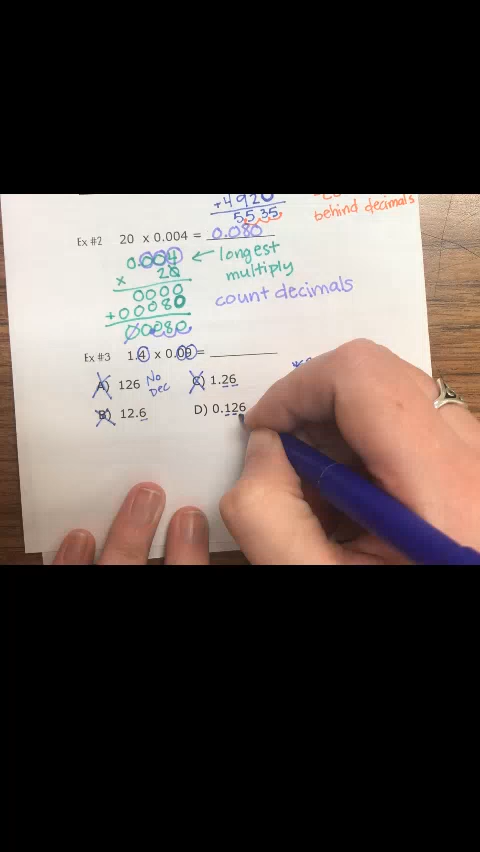 +4920
5535
behind decimals
Ex #2 20 x 0.004 = 0.080
0.004 ← longest
x 20 multiply
0000
+00080 count decimals
00080
Ex #3 1.4 x 0.09=
A) 126 No Dec C) 1.26
B) 12.6 D) 0.126